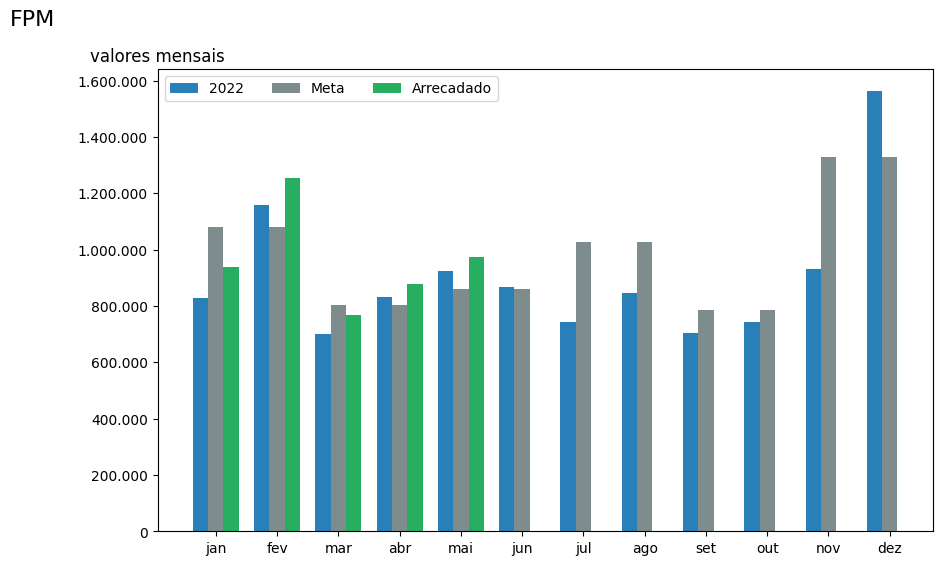 FPM
valores mensais
2022 Meta Arrecadado
1.600.000
1.400.000
1.200.000
1.000.000
800.000
600.000
400.000
200.000
0
jan fev mar abr mai jun jul ago set out nov dez